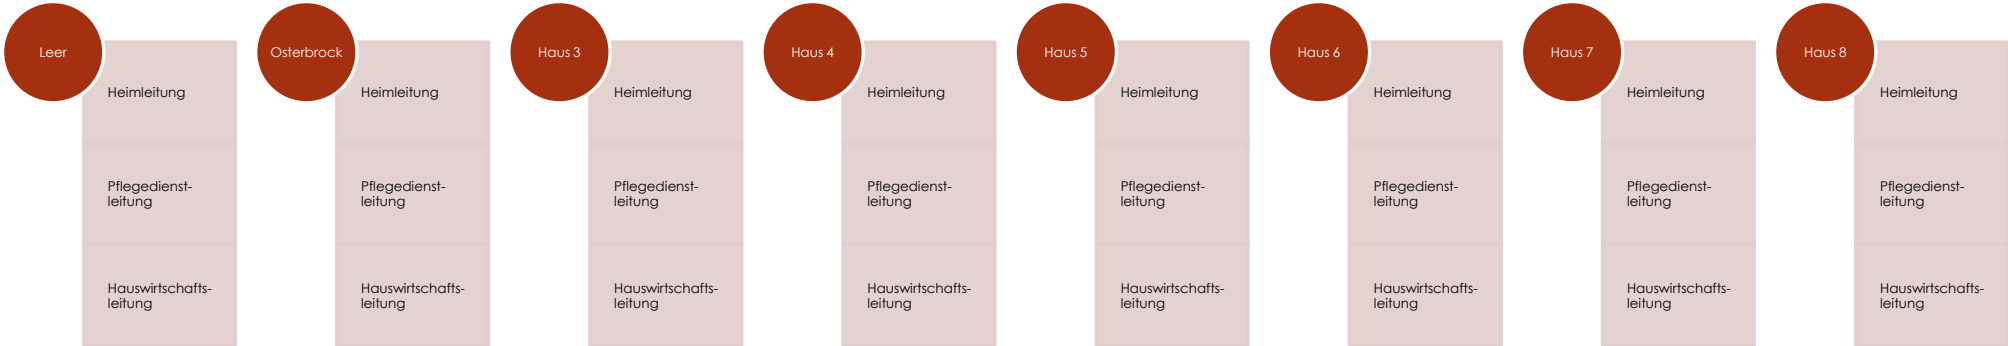 Leer
Heimleitung
Pflegedienst-
leitung
Hauswirtschafts-
leitung
Osterbrock
Heimleitung
Pflegedienst-
leitung
Hauswirtschafts-
leitung
Haus 3
Heimleitung
Pflegedienst-
leitung
Hauswirtschafts-
leitung
Haus 4
Heimleitung
Pflegedienst-
leitung
Hauswirtschafts-
leitung
Haus 5
Heimleitung
Pflegedienst-
leitung
Hauswirtschafts-
leitung
Haus 6
Heimleitung
Pflegedienst-
leitung
Hauswirtschafts-
leitung
Haus 7
Heimleitung
Pflegedienst-
leitung
Hauswirtschafts-
leitung
Haus 8
Heimleitung
Pflegedienst-
leitung
Hauswirtschafts-
leitung